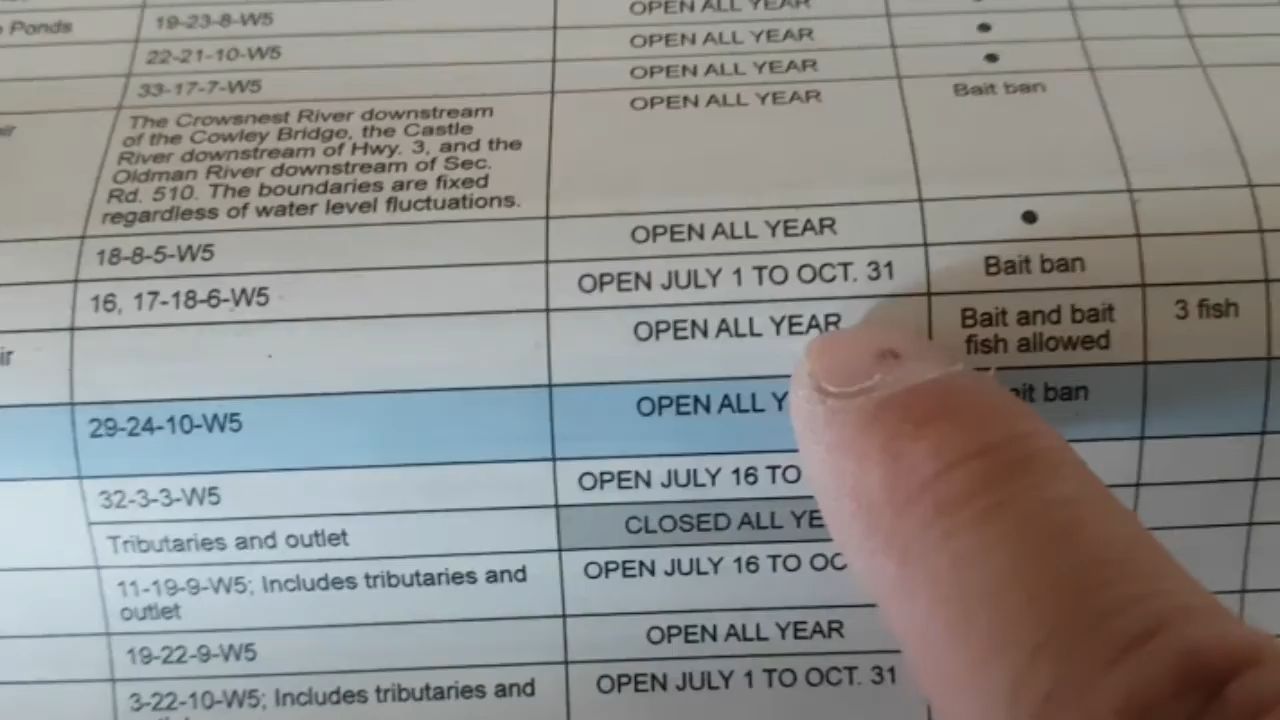 Ponds
19-23-8-W5
OPEN ALL YEAR
22-21-10-W5
OPEN ALL YEAR
33-17-7-W5
OPEN ALL YEAR
The Crowsnest River downstream
of the Cowley Bridge, the Castle
River downstream of Hwy. 3, and the
Oldman River downstream of Sec.
Rd. 510. The boundaries are fixed
regardless of water level fluctuations.
OPEN ALL YEAR
Bait ban
18-8-5-W5
OPEN ALL YEAR
16, 17-18-6-W5
OPEN JULY 1 TO OCT. 31
Bait ban
ir
OPEN ALL YEAR
Bait and bait
fish allowed
3 fish
29-24-10-W5
OPEN ALL Y
ait ban
32-3-3-W5
OPEN JULY 16 TO
Tributaries and outlet
CLOSED ALL YE
11-19-9-W5; Includes tributaries and
outlet
OPEN JULY 16 TO OC
19-22-9-W5
OPEN ALL YEAR
3-22-10-W5; Includes tributaries and
OPEN JULY 1 TO OCT. 31